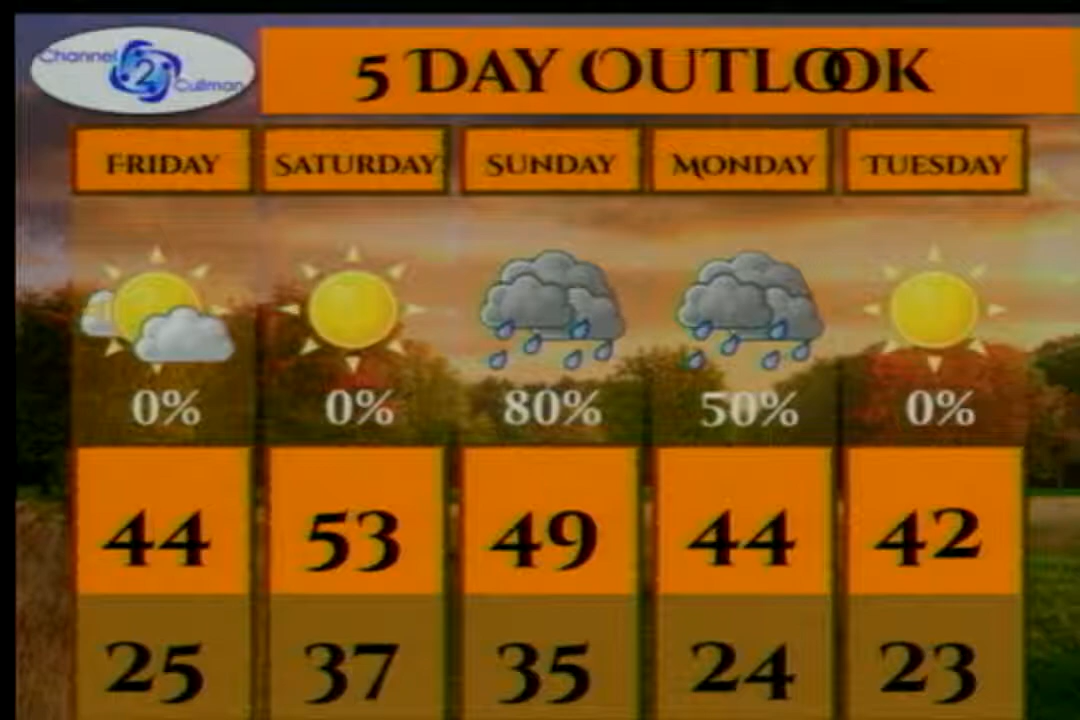 Channel
2
Cullman
5 Day Outlook
Friday Saturday Sunday Monday Tuesday
0% 0% 80% 50% 0%
44 53 49 44 42
25 37 35 24 23